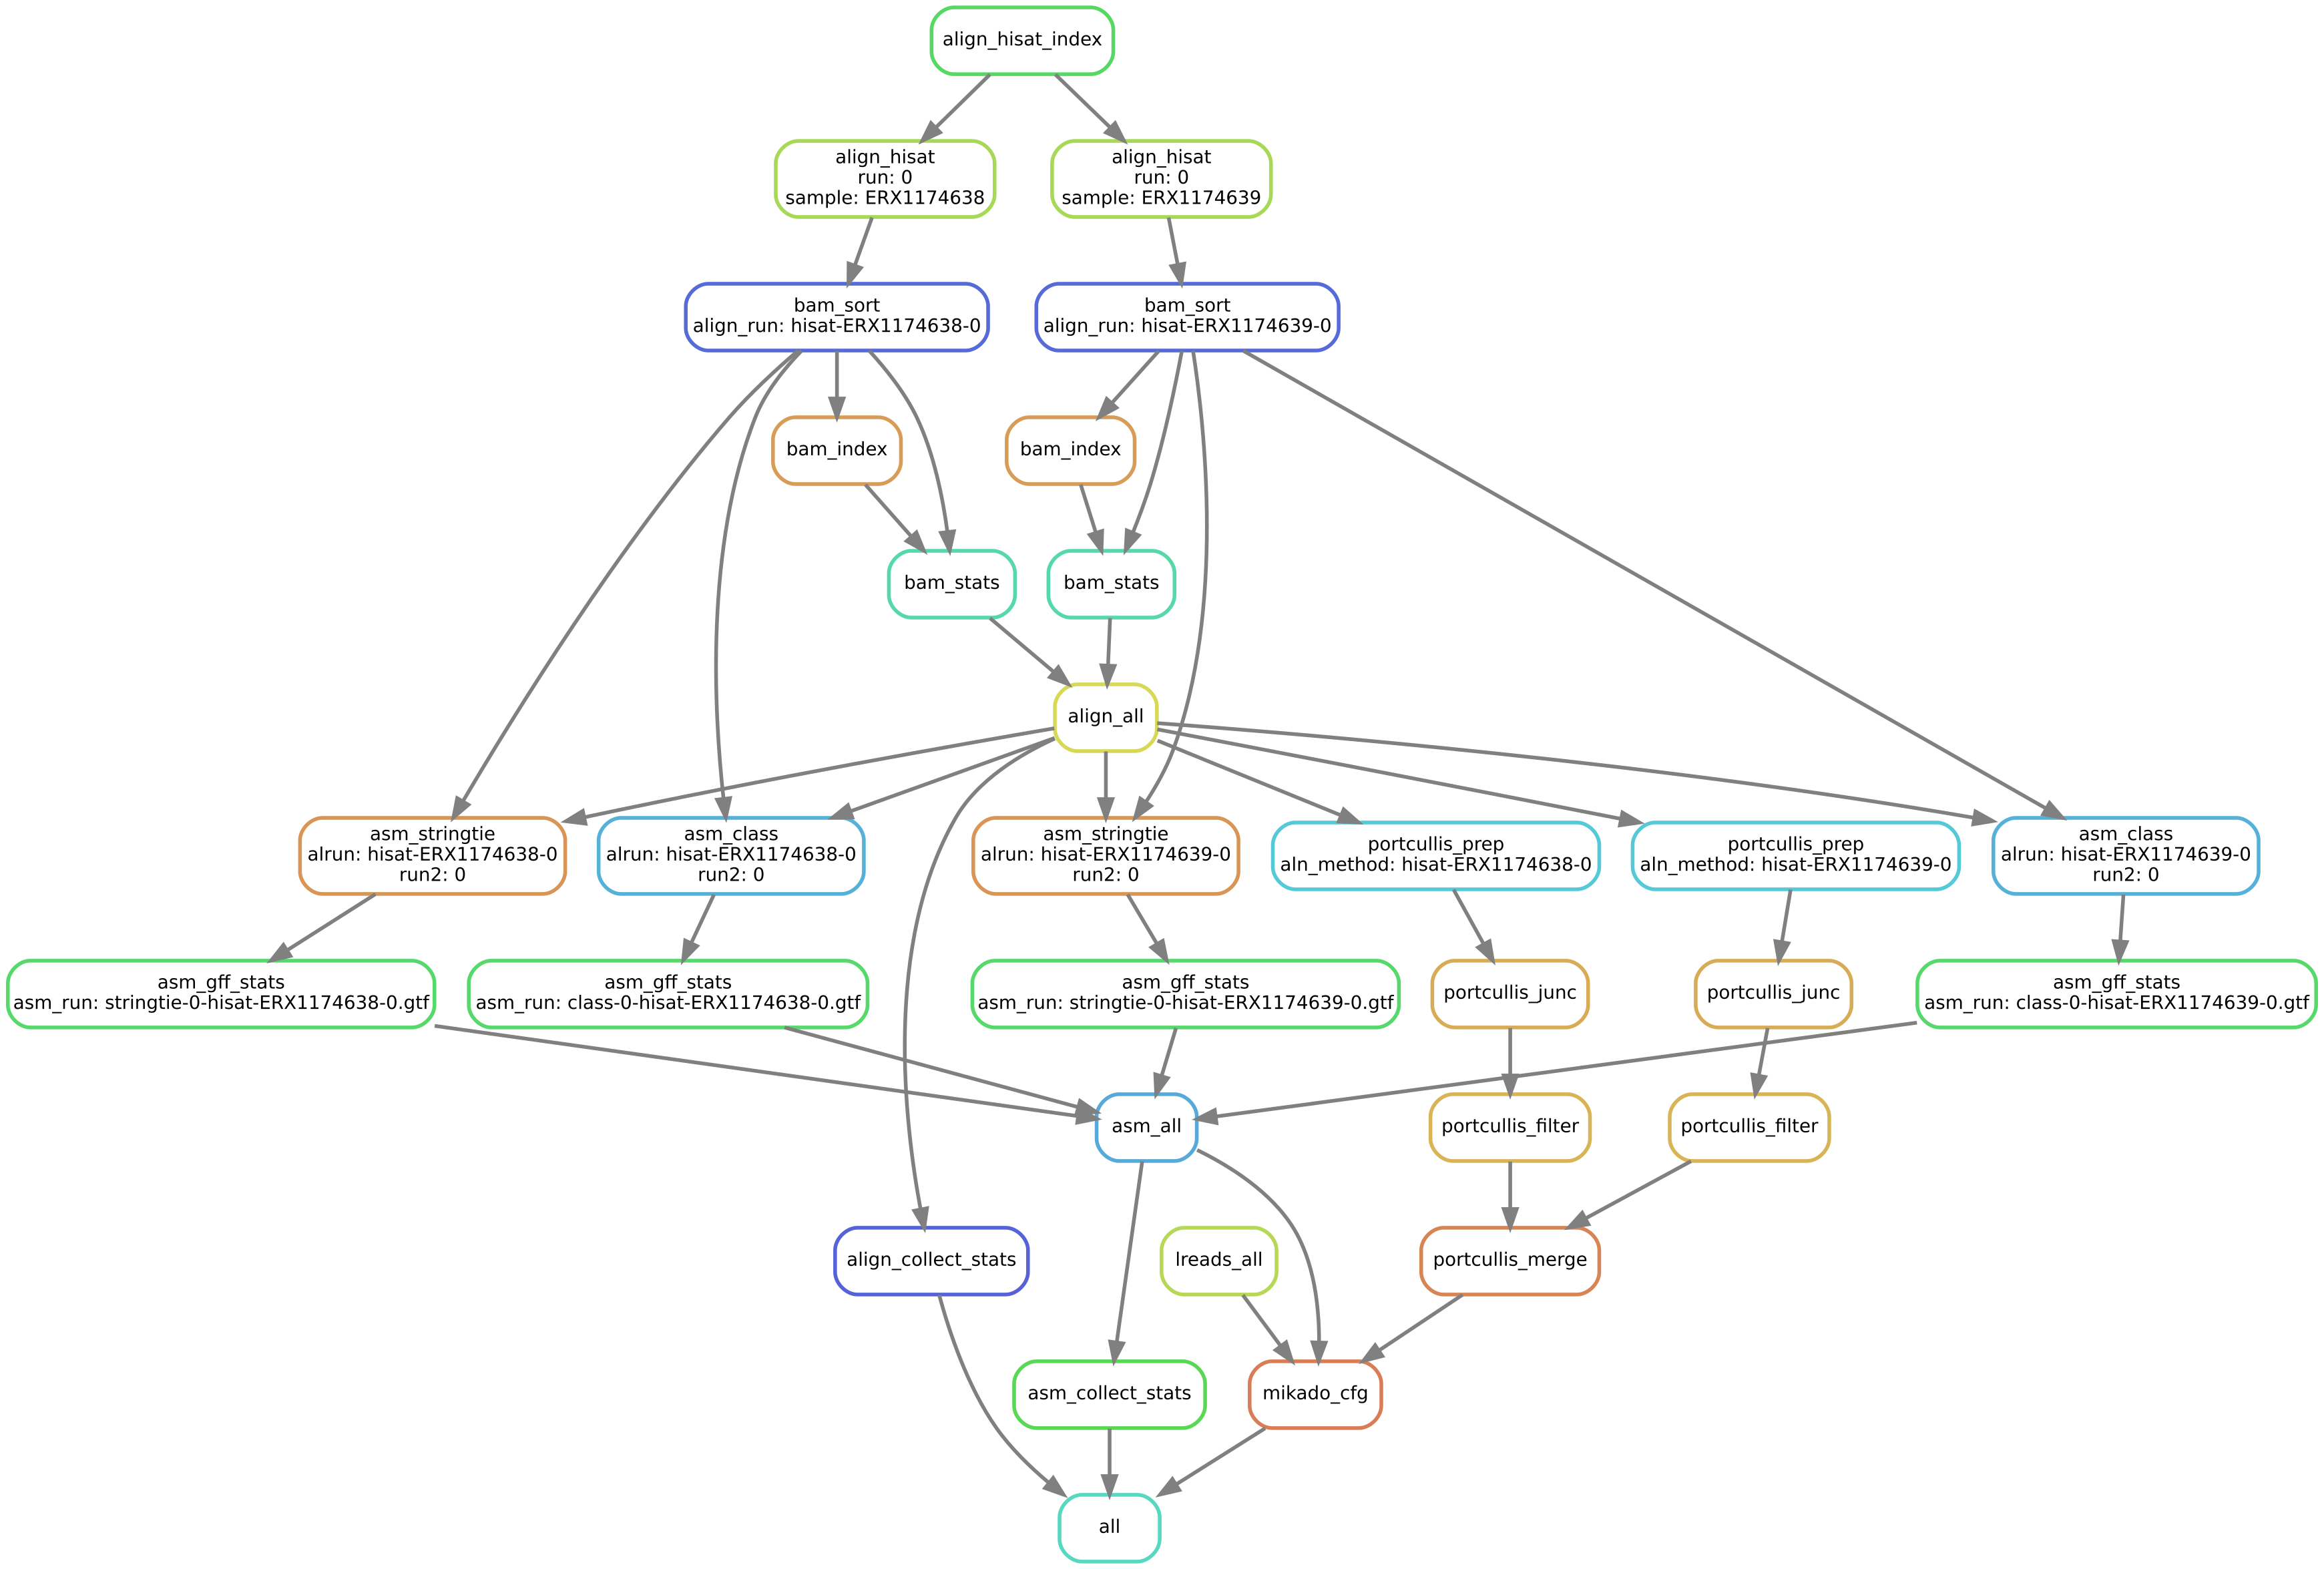 align_hisat_index
align_hisat
run: 0
sample: ERX1174638
align_hisat
run: 0
sample: ERX1174639
bam_sort
align_run: hisat-ERX1174638-0
bam_sort
align_run: hisat-ERX1174639-0
bam_index
bam_index
bam_stats
bam_stats
align_all
asm_stringtie
alrun: hisat-ERX1174638-0
run2: 0
asm_class
alrun: hisat-ERX1174638-0
run2: 0
asm_stringtie
alrun: hisat-ERX1174639-0
run2: 0
portcullis_prep
aln_method: hisat-ERX1174638-0
portcullis_prep
aln_method: hisat-ERX1174639-0
asm_class
alrun: hisat-ERX1174639-0
run2: 0
asm_gff_stats
asm_run: stringtie-0-hisat-ERX1174638-0.gtf
asm_gff_stats
asm_run: class-0-hisat-ERX1174638-0.gtf
asm_gff_stats
asm_run: stringtie-0-hisat-ERX1174639-0.gtf
portcullis_junc
portcullis_junc
asm_gff_stats
asm_run: class-0-hisat-ERX1174639-0.gtf
asm_all
portcullis_filter
portcullis_filter
align_collect_stats
lreads_all
portcullis_merge
asm_collect_stats
mikado_cfg
all